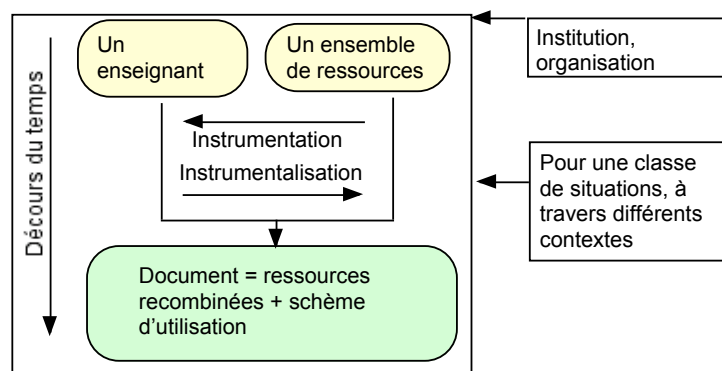 Un
enseignant
Un ensemble
de ressources
Institution,
organisation
Décours du temps
Instrumentation
Instrumentalisation
Pour une classe
de situations, à
travers différents
contextes
Document = ressources
recombinées + schème
d'utilisation